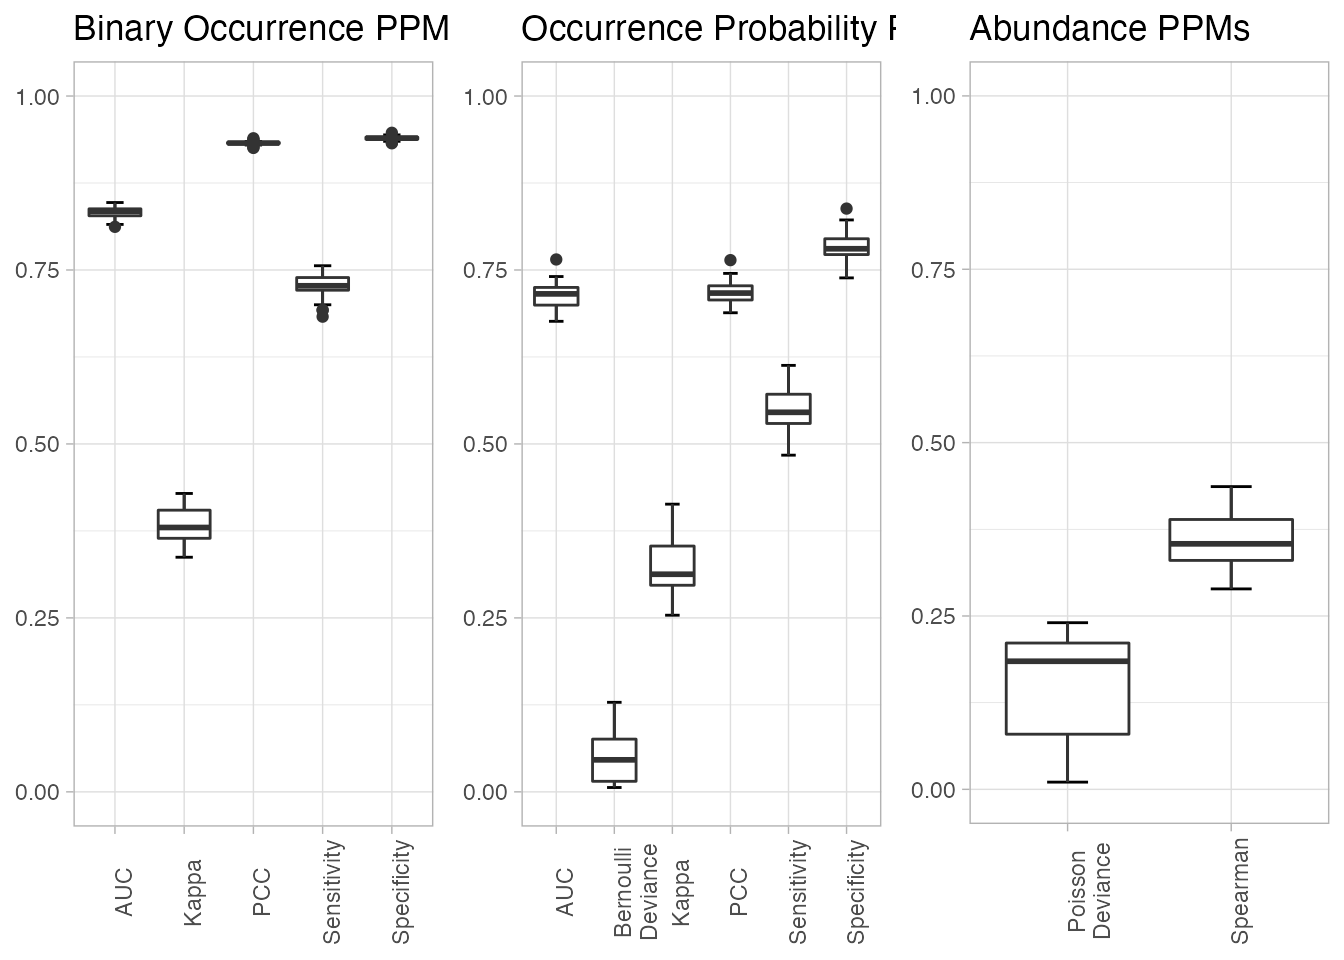 Binary Occurrence PPM
1.00
0.75
0.50
0.25
0.00
AUC
Kappa
PCC
Sensitivity
Specificity
Occurrence Probability
1.00
0.75
0.50
0.25
0.00
AUC
Bernoulli
Deviance
Kappa
PCC
Sensitivity
Specificity
Abundance PPMs
1.00
0.75
0.50
0.25
0.00
Poisson
Deviance
Spearman